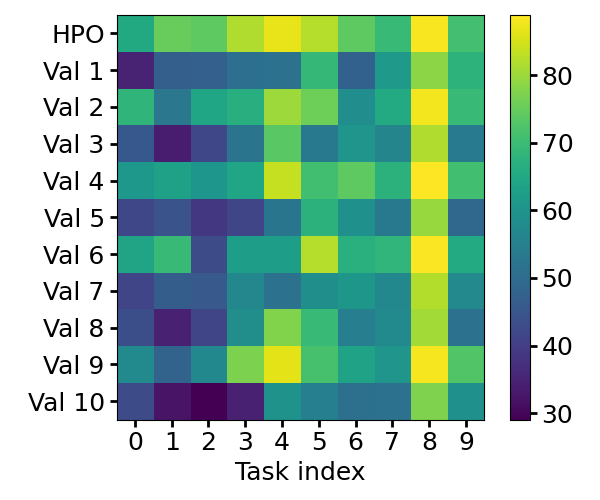 HPO
Val 1
Val 2
Val 3
Val 4
Val 5
Val 6
Val 7
Val 8
Val 9
Val 10
0 1 2 3 4 5 6 7 8 9
Task index
80
70
60
50
40
30